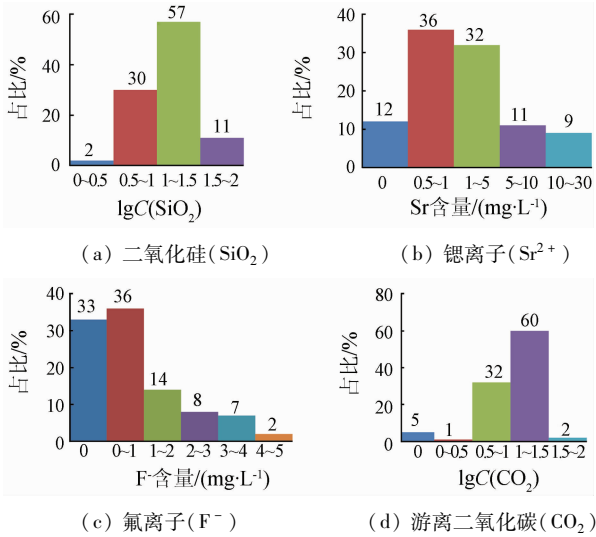 60
40
20
0
占比/%
2
30
57
11
0~0.5 0.5~1 1~1.5 1.5~2
lgC(SiO₂)
(a) 二氧化硅(SiO₂)
40
30
20
10
0
占比/%
12
36
32
11
9
0 0.5~1 1~5 5~10 10~30
Sr含量/(mg·L⁻¹)
(b) 锶离子(Sr²⁺)
40
30
20
10
0
占比/%
33
36
14
8
7
2
0 0~1 1~2 2~3 3~4 4~5
F⁻含量/(mg·L⁻¹)
(c) 氟离子(F⁻)
80
60
40
20
0
占比/%
5
1
32
60
2
0 0~0.5 0.5~1 1~1.5 1.5~2
lgC(CO₂)
(d) 游离二氧化碳(CO₂)